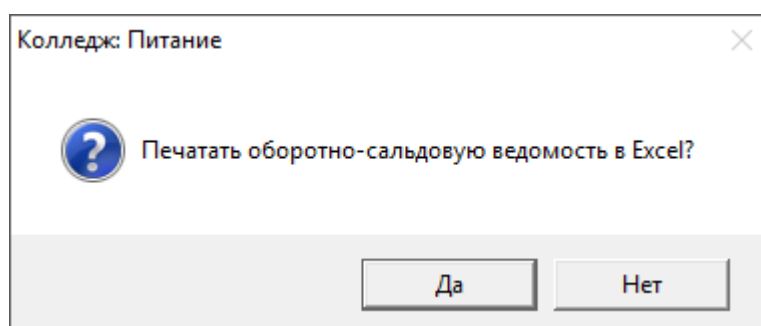 Колледж: Питание
Печатать оборотно-сальдовую ведомость в Excel?
Да
Нет